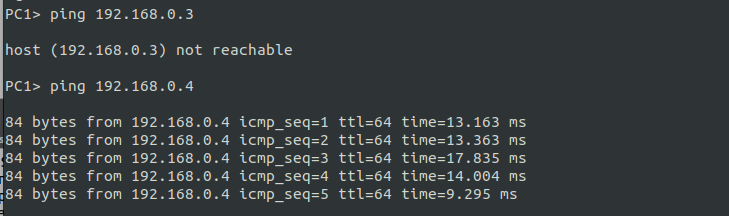 PC1> ping 192.168.0.3
host (192.168.0.3) not reachable
PC1> ping 192.168.0.4
84 bytes from 192.168.0.4 icmp_seq=1 ttl=64 time=13.163 ms
84 bytes from 192.168.0.4 icmp_seq=2 ttl=64 time=13.363 ms
84 bytes from 192.168.0.4 icmp_seq=3 ttl=64 time=17.835 ms
84 bytes from 192.168.0.4 icmp_seq=4 ttl=64 time=14.004 ms
84 bytes from 192.168.0.4 icmp_seq=5 ttl=64 time=9.295 ms